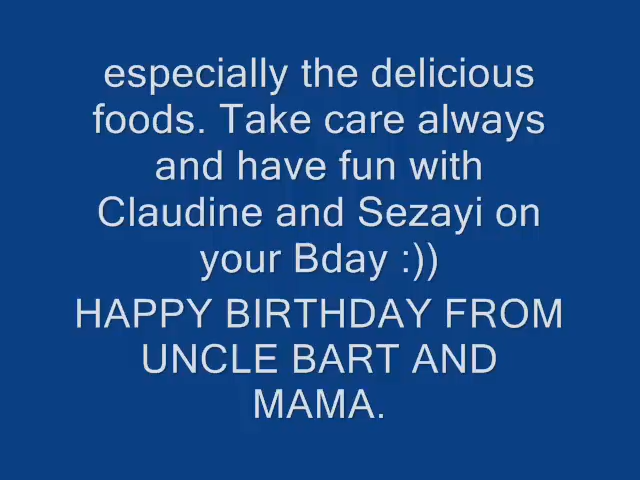 especially the delicious
foods. Take care always
and have fun with
Claudine and Sezayi on
your Bday :))
HAPPY BIRTHDAY FROM
UNCLE BART AND
MAMA.